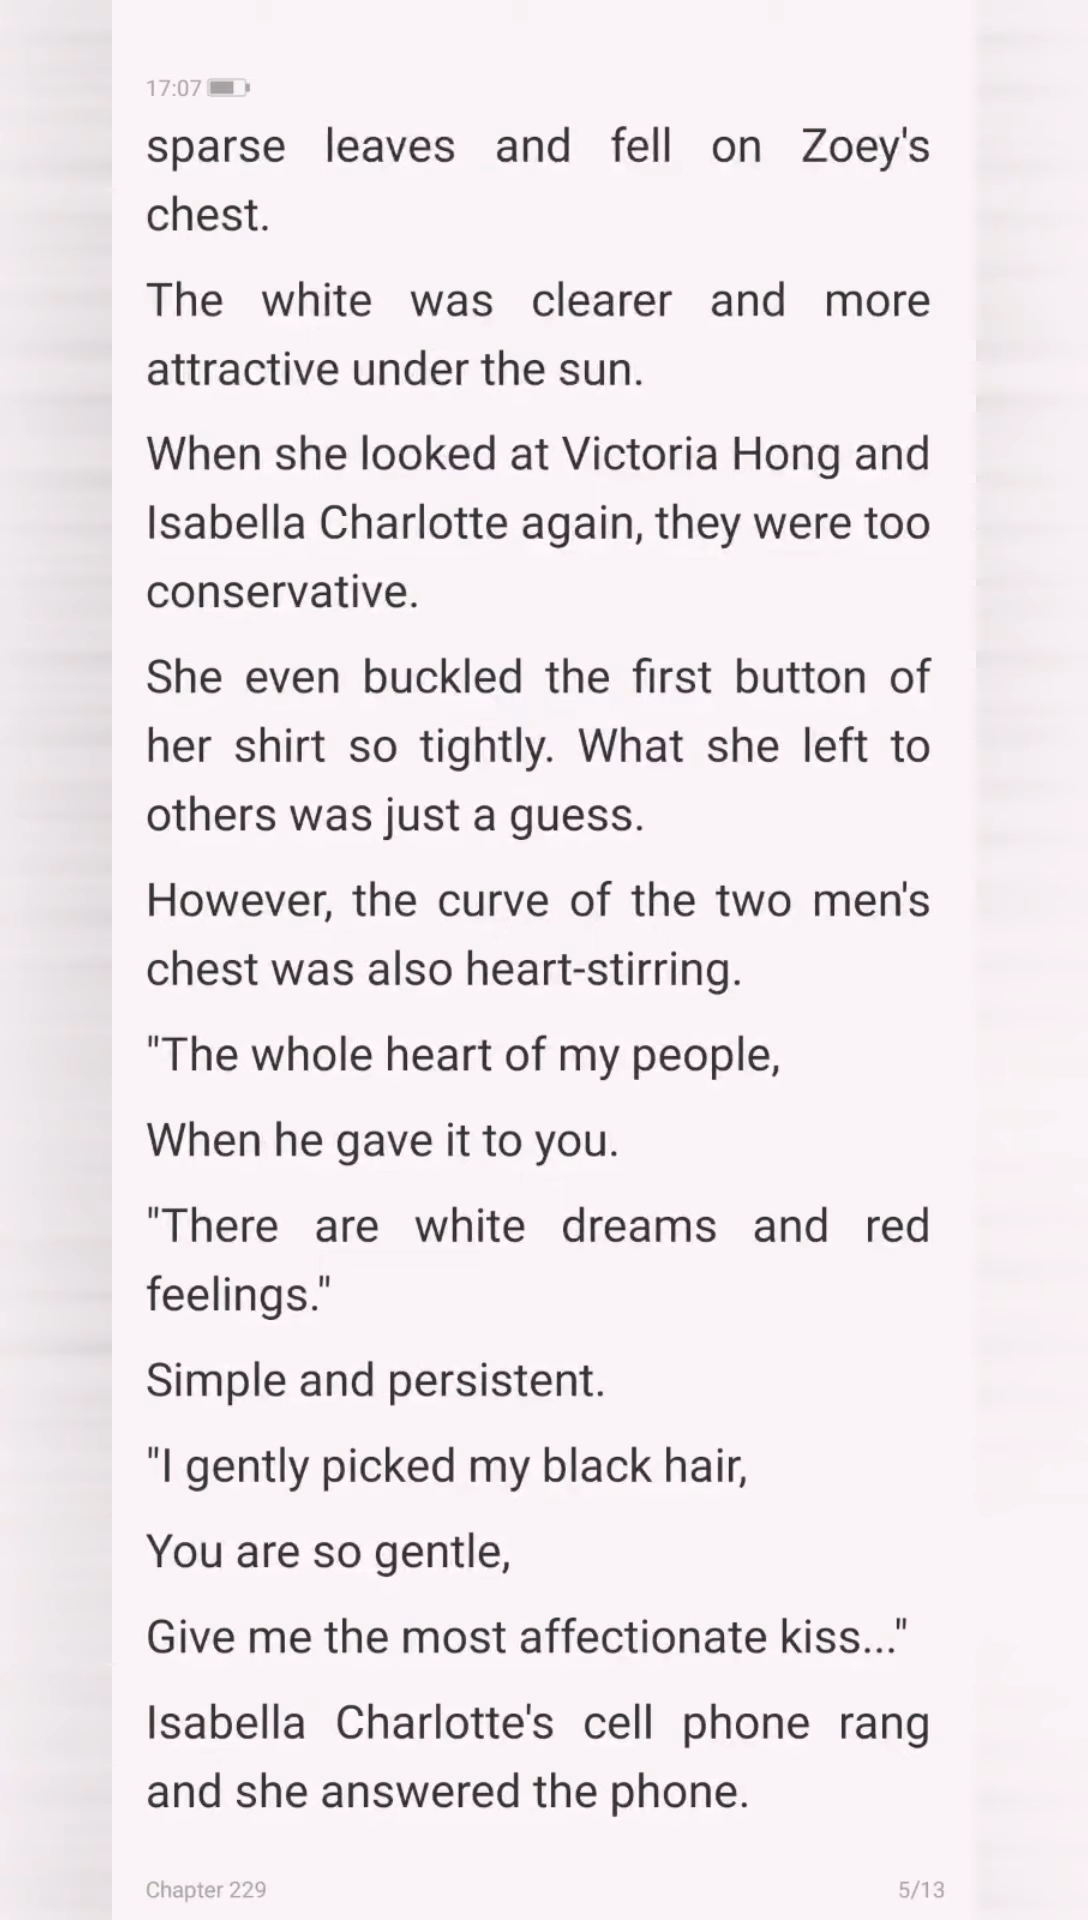 17:07
sparse leaves and fell on Zoey's
chest.
The white was clearer and more
attractive under the sun.
When she looked at Victoria Hong and
Isabella Charlotte again, they were too
conservative.
She even buckled the first button of
her shirt so tightly. What she left to
others was just a guess.
However, the curve of the two men's
chest was also heart-stirring.
"The whole heart of my people,
When he gave it to you.
"There are white dreams and red
feelings."
Simple and persistent.
"I gently picked my black hair,
You are so gentle,
Give me the most affectionate kiss..."
Isabella Charlotte's cell phone rang
and she answered the phone.
Chapter 229
5/13